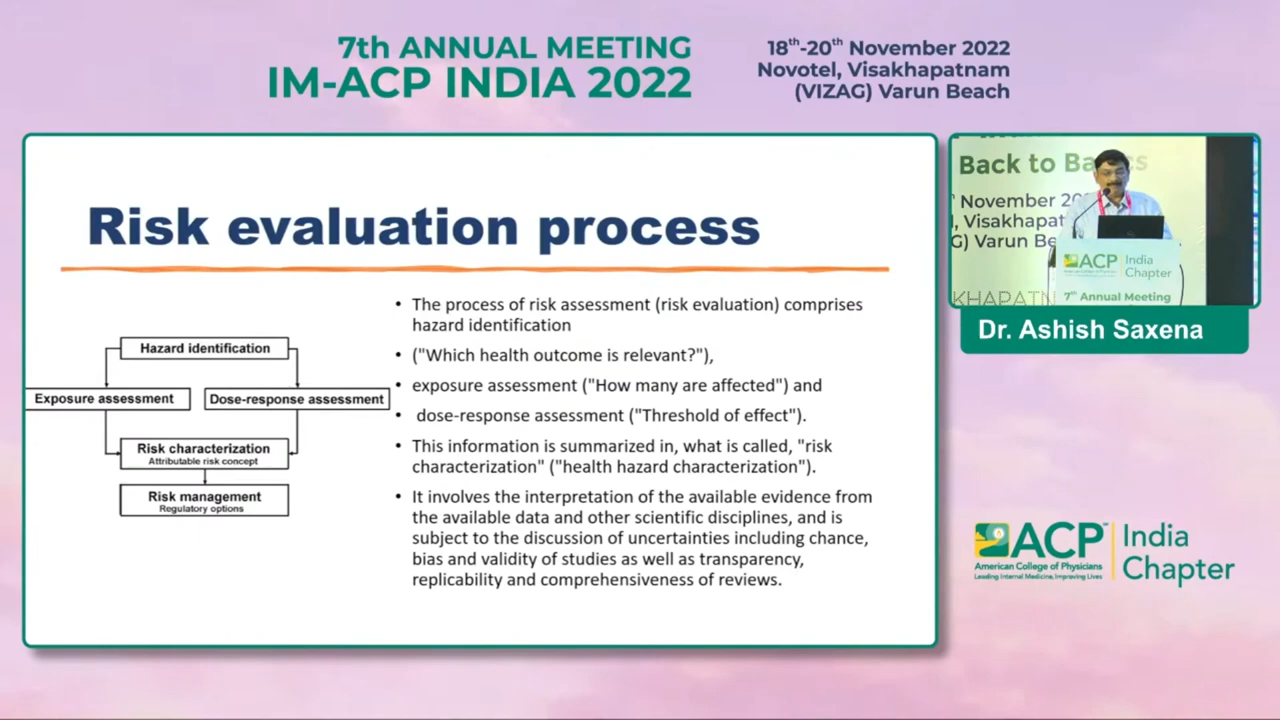 7th ANNUAL MEETING
IM-ACP INDIA 2022
18th-20th November 2022
Novotel, Visakhapatnam
(VIZAG) Varun Beach
Risk evaluation process
Hazard identification
Exposure assessment
Dose-response assessment
Risk characterization
Attributable risk concept
Risk management
Regulatory options
• The process of risk assessment (risk evaluation) comprises
hazard identification
• ("Which health outcome is relevant?"),
• exposure assessment ("How many are affected") and
• dose-response assessment ("Threshold of effect").
• This information is summarized in, what is called, "risk
characterization" ("health hazard characterization").
• It involves the interpretation of the available evidence from
the available data and other scientific disciplines, and is
subject to the discussion of uncertainties including chance,
bias and validity of studies as well as transparency,
replicability and comprehensiveness of reviews.
Back to Ba cs
November 20
, Visakhapat
G) Varun Be
KHAPATN
ACP India
Chapter
7th Annual Meeting
Dr. Ashish Saxena
ACP™
American College of Physicians
Leading Internal Medicine, Improving Lives
India
Chapter